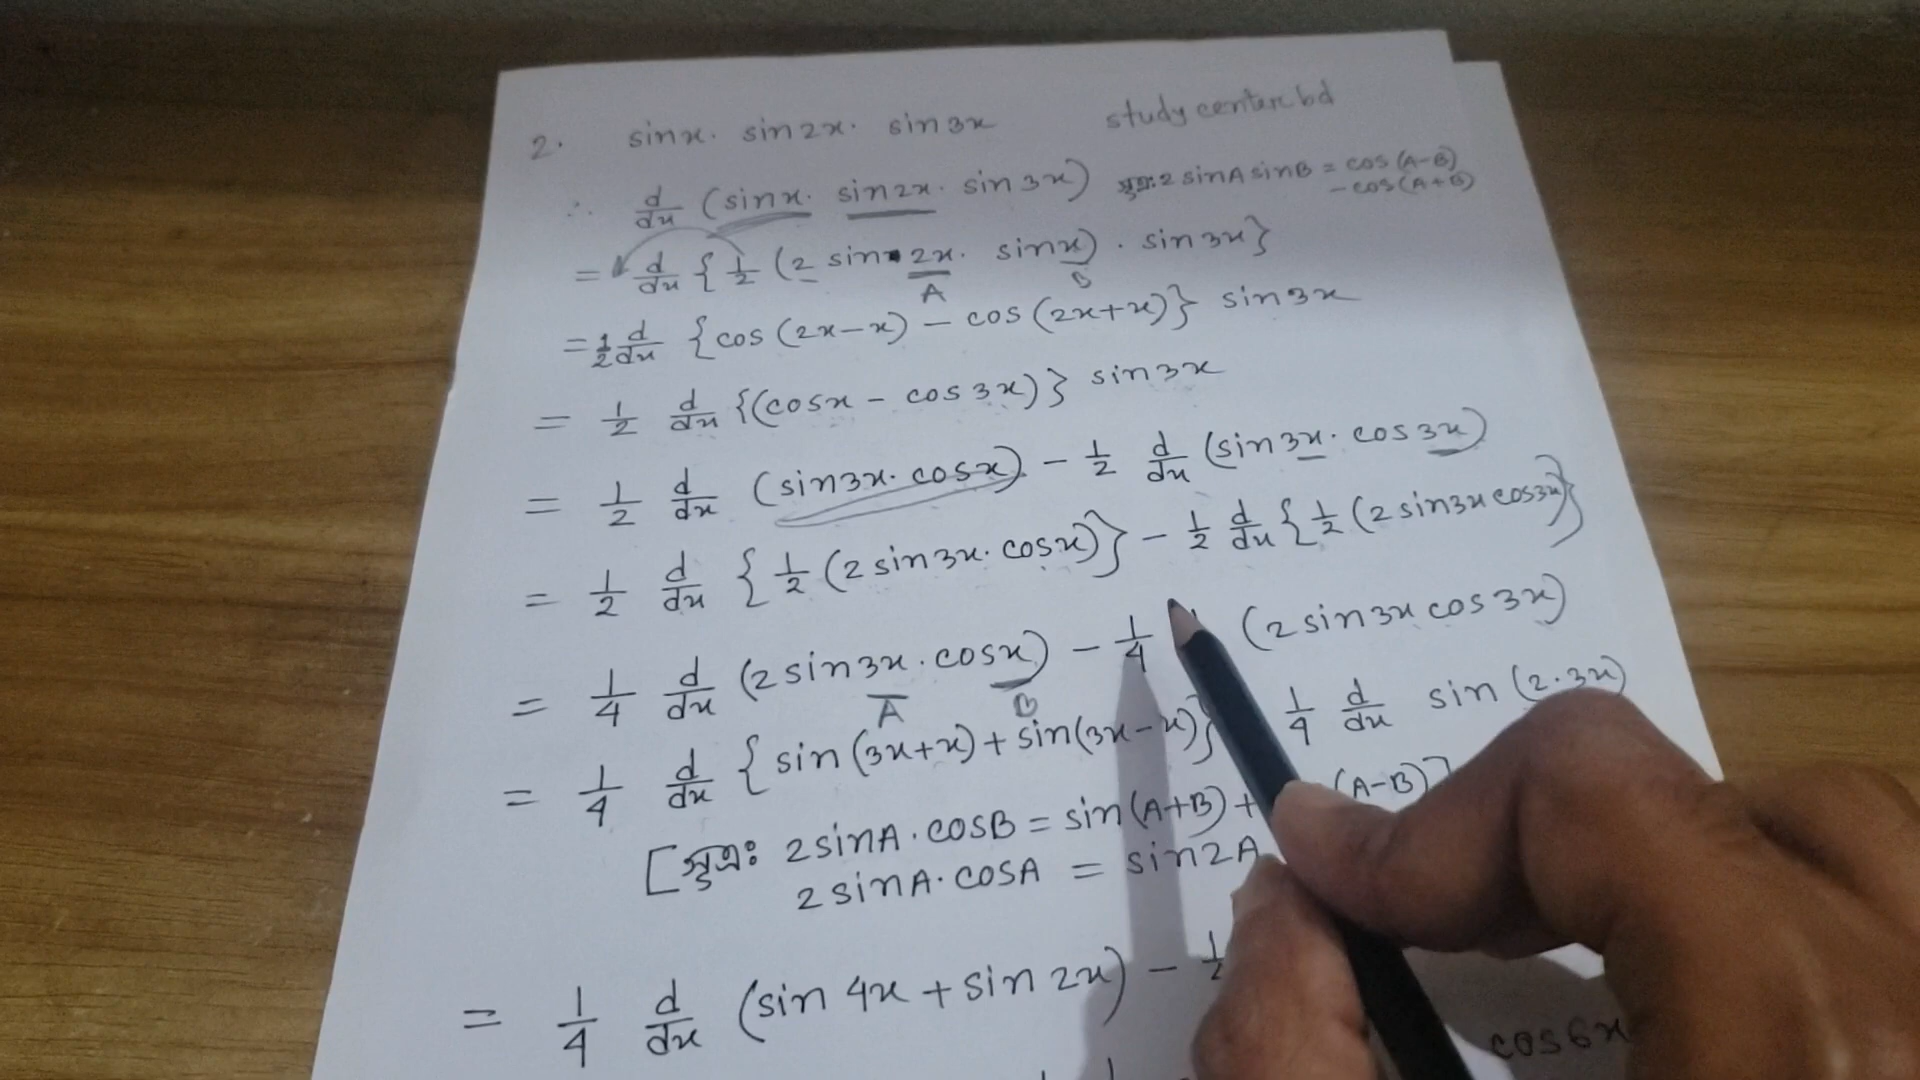 2. sinx. sin2x. sin3x study center bd
∴ d/dx (sinx. sin2x. sin3x) সূত্র: 2 sinA sinB = cos (A-B) - cos (A+B)
= d/dx { 1/2 (2 sin 2x. sinx) . sin 3x}
A B
= 1/2 d/dx {cos (2x-x) - cos (2x+x)} sin3x
= 1/2 d/dx {(cosx - cos3x)} sin3x
= 1/2 d/dx (sin3x. cosx) - 1/2 d/dx (sin3x. cos3x)
= 1/2 d/dx { 1/2 (2 sin3x. cosx)} - 1/2 d/dx { 1/2 (2 sin3x cos3x)}
= 1/4 d/dx (2 sin3x. cosx) - 1/4 (2 sin3x cos3x)
A B
= 1/4 d/dx { sin (3x+x) + sin(3x-x)} 1/4 d/dx sin (2.3x)
[সূত্রঃ 2 sinA. cosB = sin(A+B) + (A-B)]
2 sinA. cosA = sin2A
= 1/4 d/dx (sin 4x + sin 2x) -
cos6x